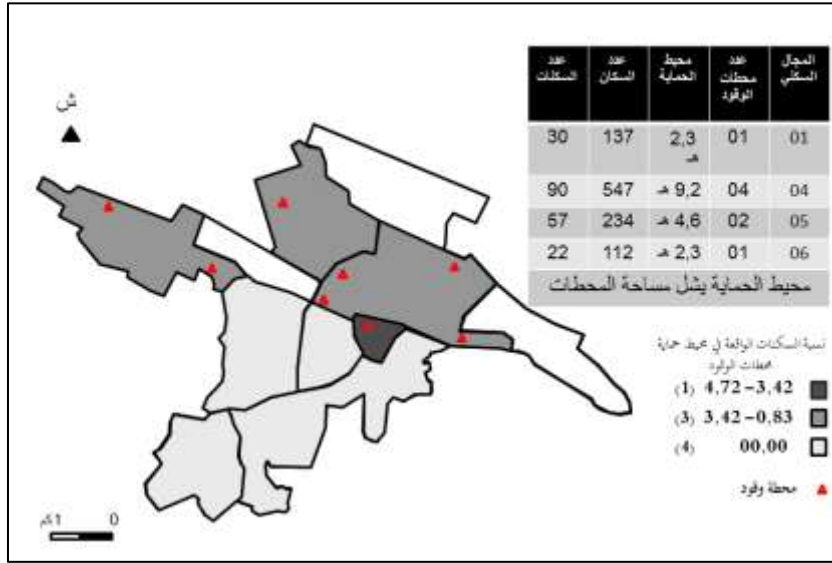 المجال السكني | عدد محطات الوقود | محيط الحماية | عدد السكان | عدد السكنات
01 | 01 | 2,3 هـ | 137 | 30
04 | 04 | 9,2 هـ | 547 | 90
05 | 02 | 4,6 هـ | 234 | 57
06 | 01 | 2,3 هـ | 112 | 22
محيط الحماية يشل مساحة المحطات
ش
نسبة السكنات الواقعة في محيط حماية
محطات الوقود
4,72-3,42 (1)
3,42-0,83 (3)
00,00 (4)
محطة وقود
1كم 0